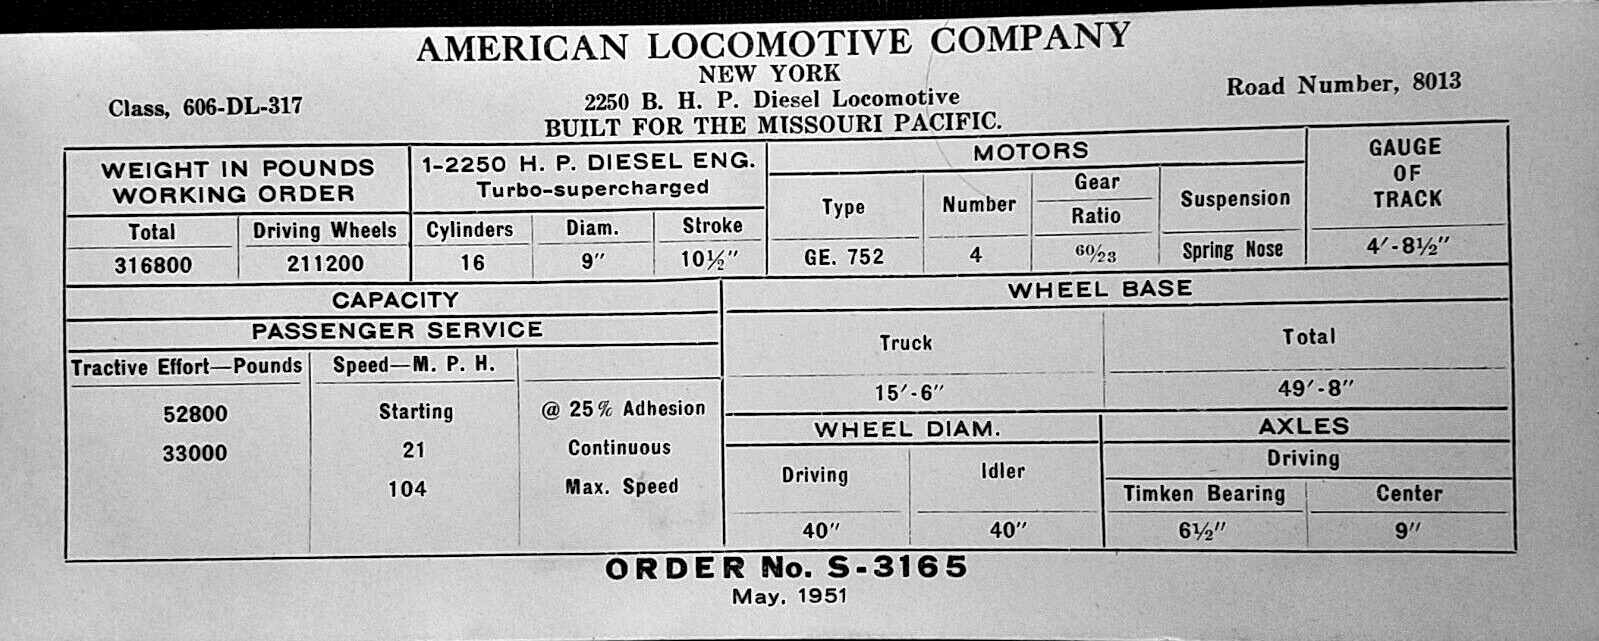 AMERICAN LOCOMOTIVE COMPANY
NEW YORK
Class, 606-DL-317
2250 B. H. P. Diesel Locomotive
Road Number, 8013
BUILT FOR THE MISSOURI PACIFIC.
WEIGHT IN POUNDS
WORKING ORDER
Total
Driving Wheels
316800
211200
1-2250 H. P. DIESEL ENG.
Turbo-supercharged
Cylinders
Diam.
Stroke
16
9"
10½"
MOTORS
Type
Number
Gear
Ratio
Suspension
GE. 752
4
60/23
Spring Nose
GAUGE
OF
TRACK
4'-8½"
CAPACITY
PASSENGER SERVICE
Tractive Effort—Pounds
Speed—M. P. H.
52800
Starting
@ 25% Adhesion
33000
21
Continuous
104
Max. Speed
WHEEL BASE
Truck
Total
15'-6"
49'-8"
WHEEL DIAM.
Driving
Idler
40"
40"
AXLES
Driving
Timken Bearing
Center
6½"
9"
ORDER No. S-3165
May, 1951